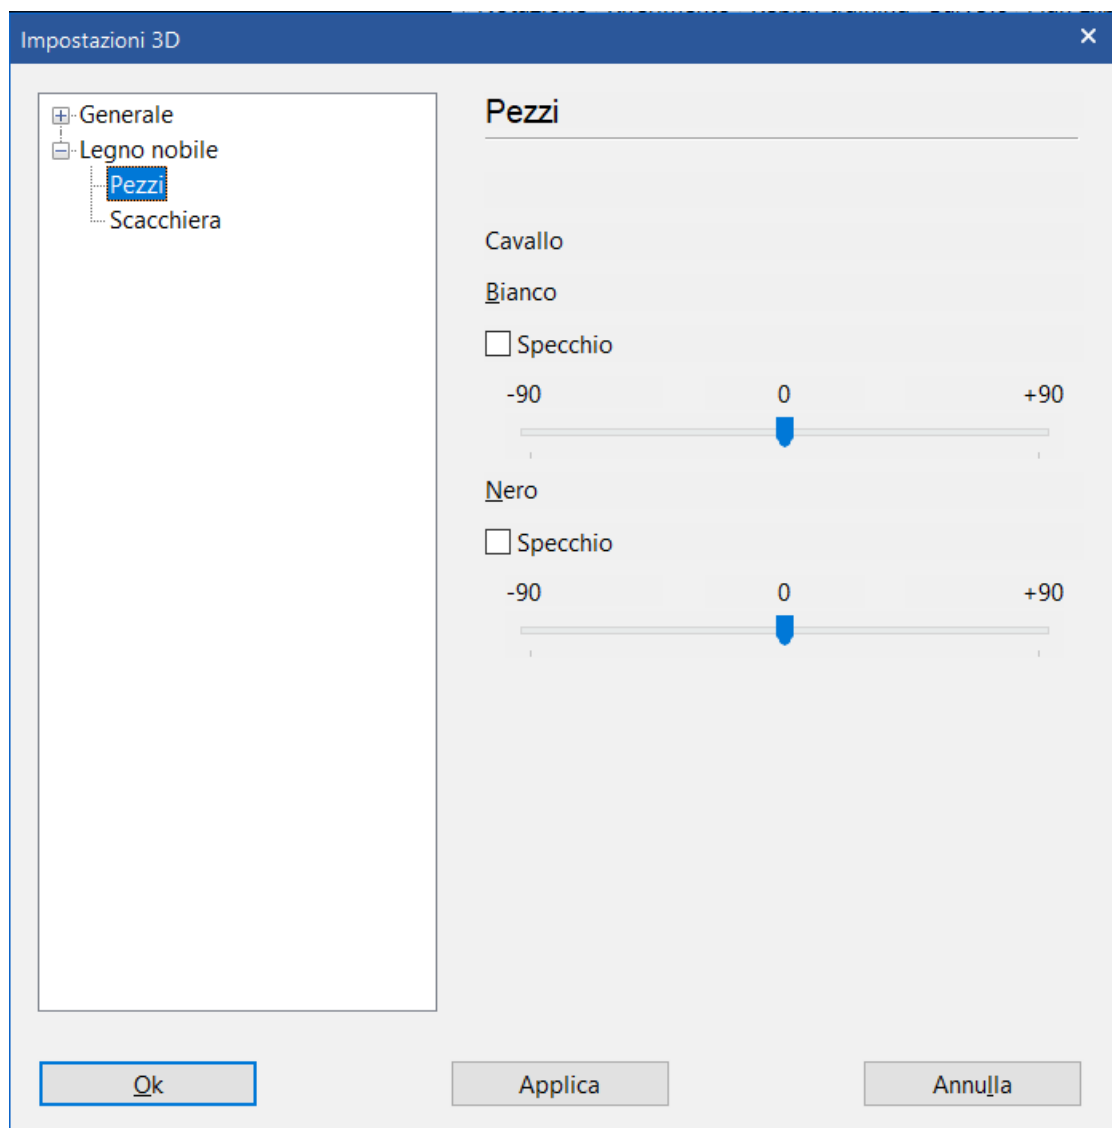 Impostazioni 3D
Generale
Legno nobile
Pezzi
Scacchiera
Pezzi
Cavallo
Bianco
Specchio
-90 0 +90
Nero
Specchio
-90 0 +90
Ok Applica Annulla